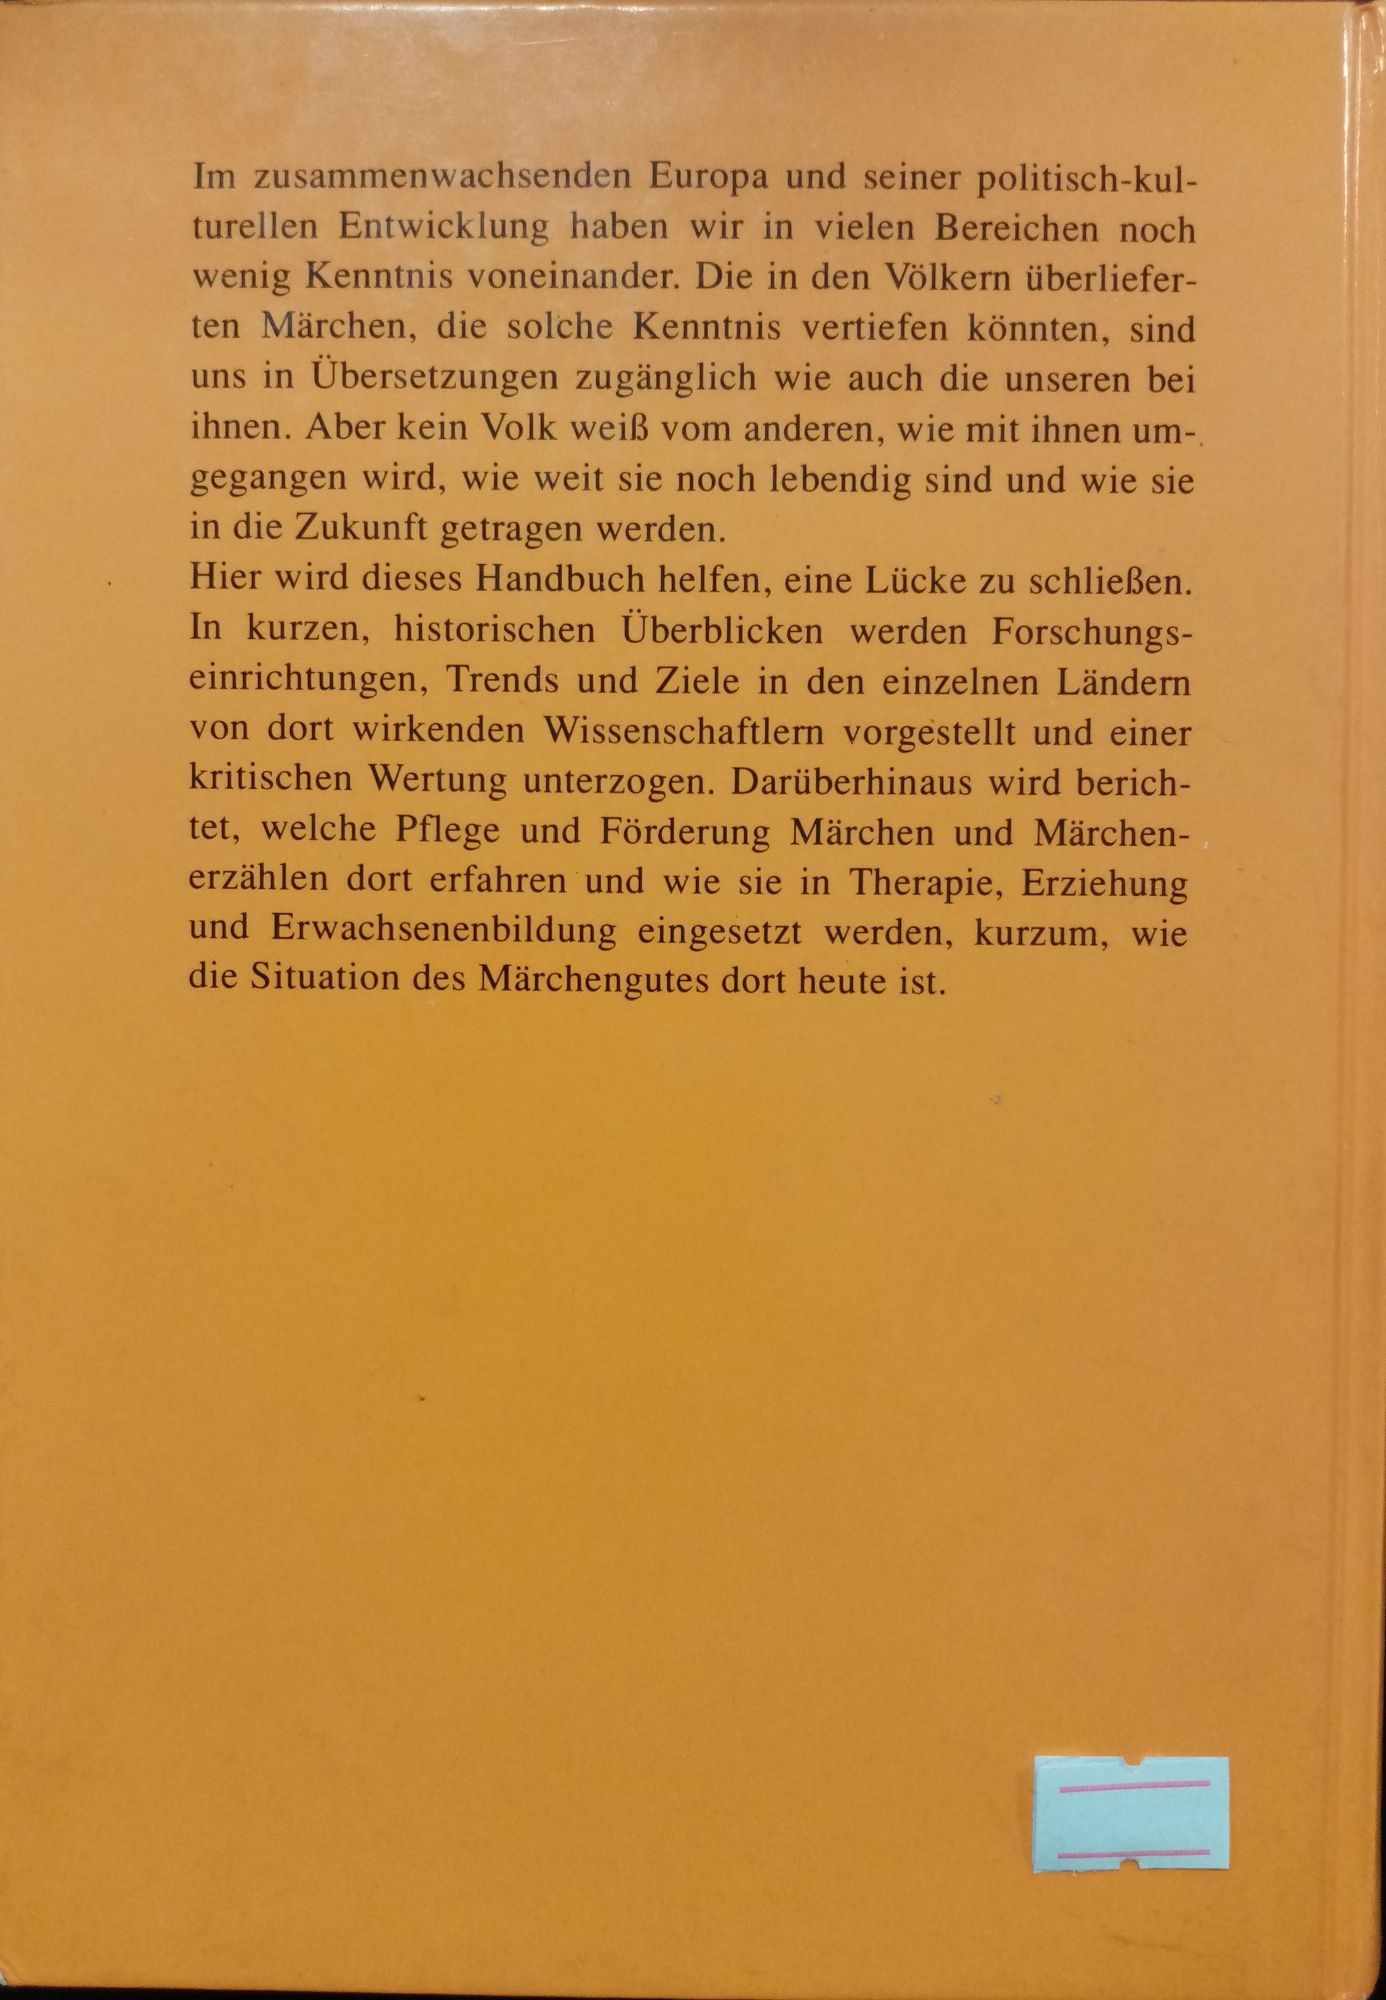 Im zusammenwachsenden Europa und seiner politisch-kul-
turellen Entwicklung haben wir in vielen Bereichen noch
wenig Kenntnis voneinander. Die in den Völkern überliefer-
ten Märchen, die solche Kenntnis vertiefen könnten, sind
uns in Übersetzungen zugänglich wie auch die unseren bei
ihnen. Aber kein Volk weiß vom anderen, wie mit ihnen um-
gegangen wird, wie weit sie noch lebendig sind und wie sie
in die Zukunft getragen werden.
Hier wird dieses Handbuch helfen, eine Lücke zu schließen.
In kurzen, historischen Überblicken werden Forschungs-
einrichtungen, Trends und Ziele in den einzelnen Ländern
von dort wirkenden Wissenschaftlern vorgestellt und einer
kritischen Wertung unterzogen. Darüberhinaus wird berich-
tet, welche Pflege und Förderung Märchen und Märchen-
erzählen dort erfahren und wie sie in Therapie, Erziehung
und Erwachsenenbildung eingesetzt werden, kurzum, wie
die Situation des Märchengutes dort heute ist.